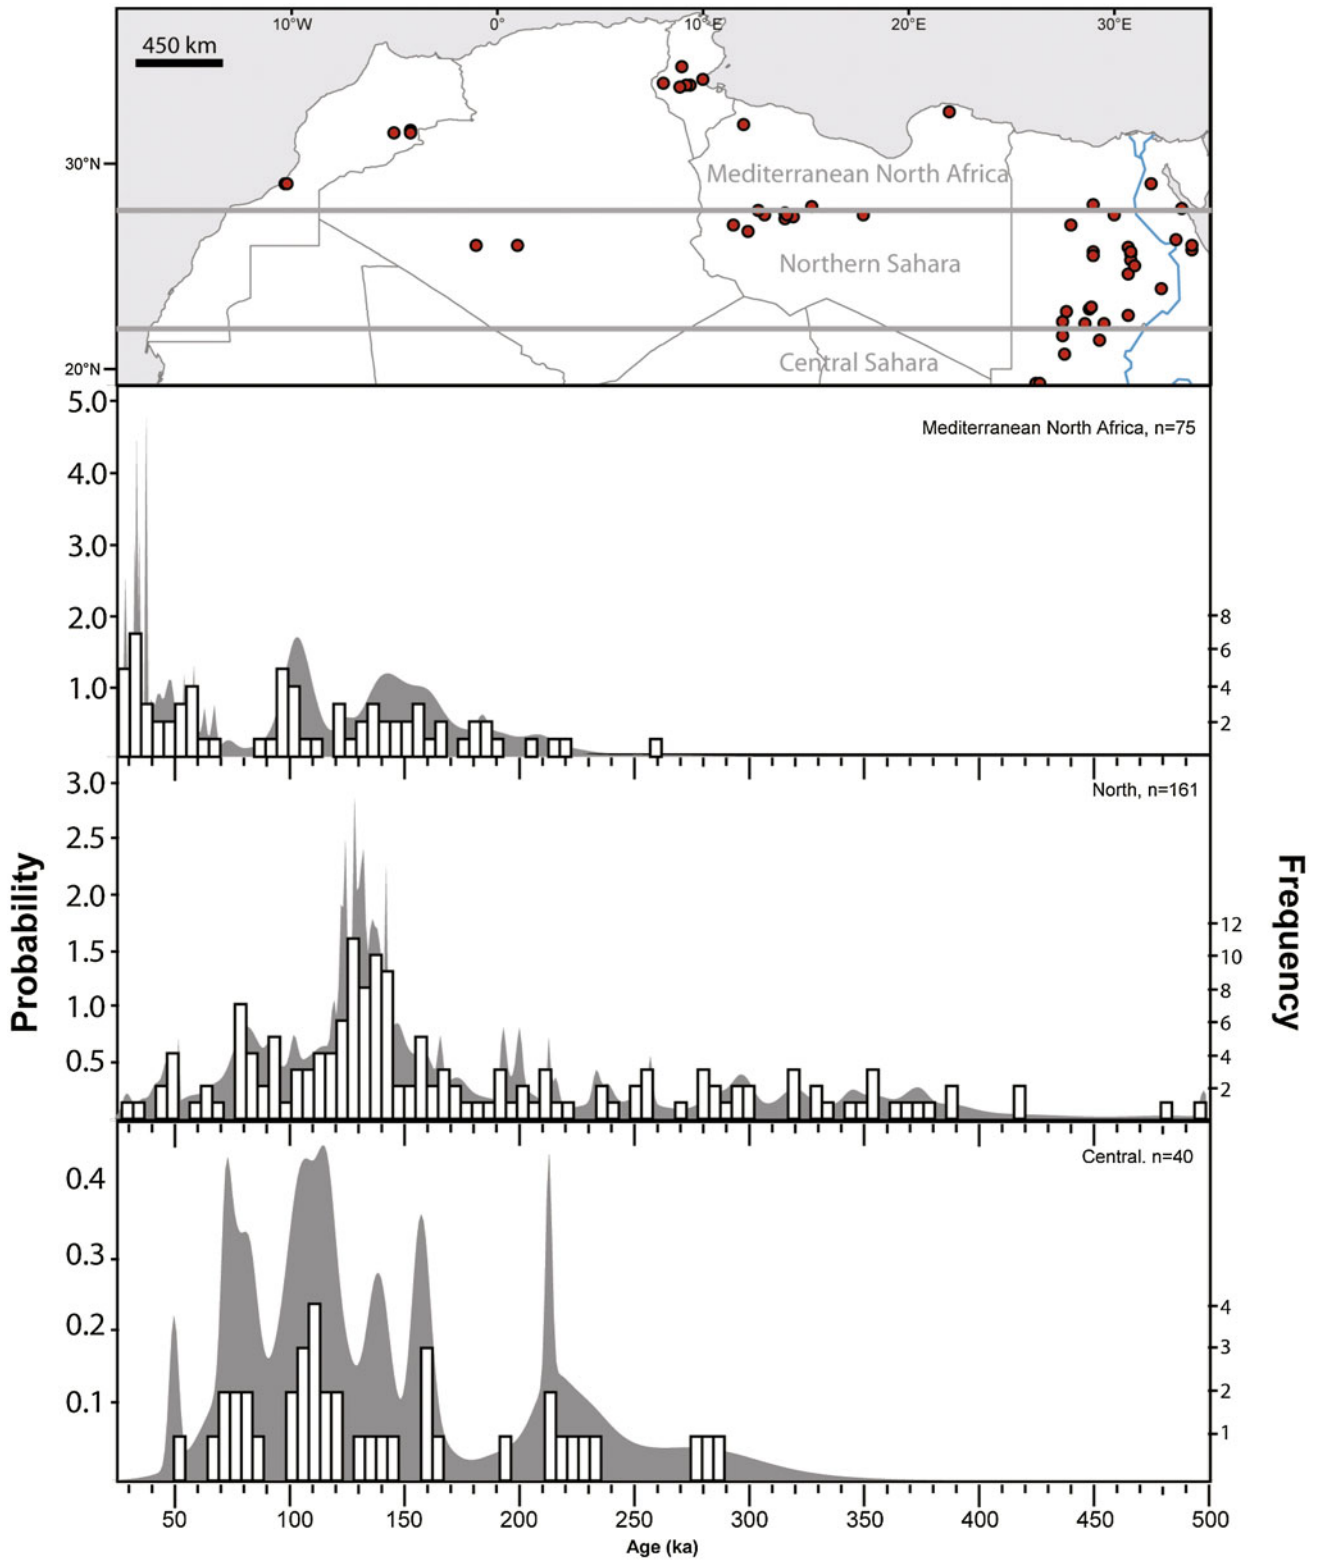 10°W
0°
10°E
20°E
30°E
450 km
30°N
Mediterranean North Africa
Northern Sahara
Central Sahara
20°N
Mediterranean North Africa, n=75
5.0
4.0
3.0
2.0
1.0
8
6
4
2
North, n=161
3.0
2.5
2.0
1.5
1.0
0.5
12
10
8
6
4
2
Probability
Frequency
Central. n=40
0.4
0.3
0.2
0.1
4
3
2
1
50 100 150 200 250 300 350 400 450 500
Age (ka)